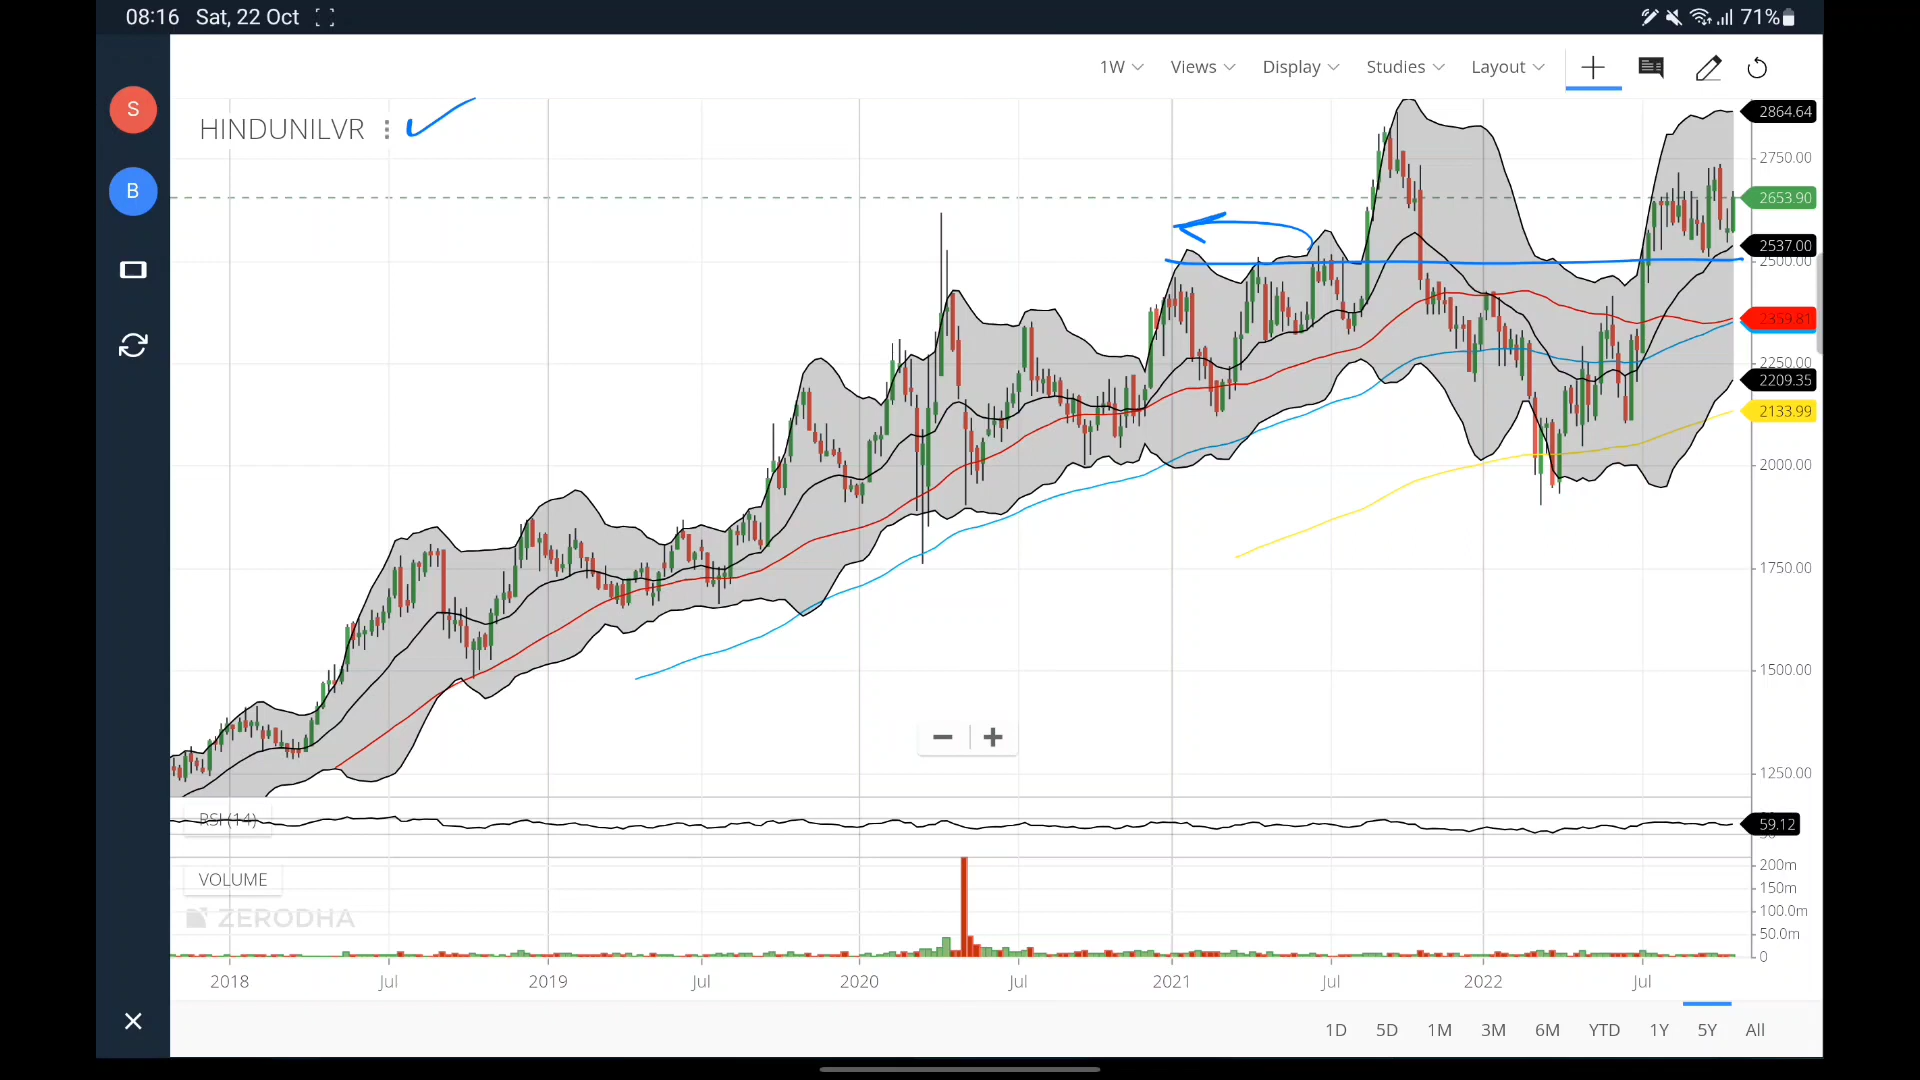 08:16 Sat, 22 Oct 71%
1W Views Display Studies Layout
S
B
HINDUNILVR
2864.64
2750.00
2653.90
2537.00
2500.00
2359.81
2250.00
2209.35
2133.99
2000.00
1750.00
1500.00
1250.00
RSI (14)
59.12
VOLUME
ZERODHA
200m
150m
100.0m
50.0m
0
2018 Jul 2019 Jul 2020 Jul 2021 Jul 2022 Jul
1D 5D 1M 3M 6M YTD 1Y 5Y All